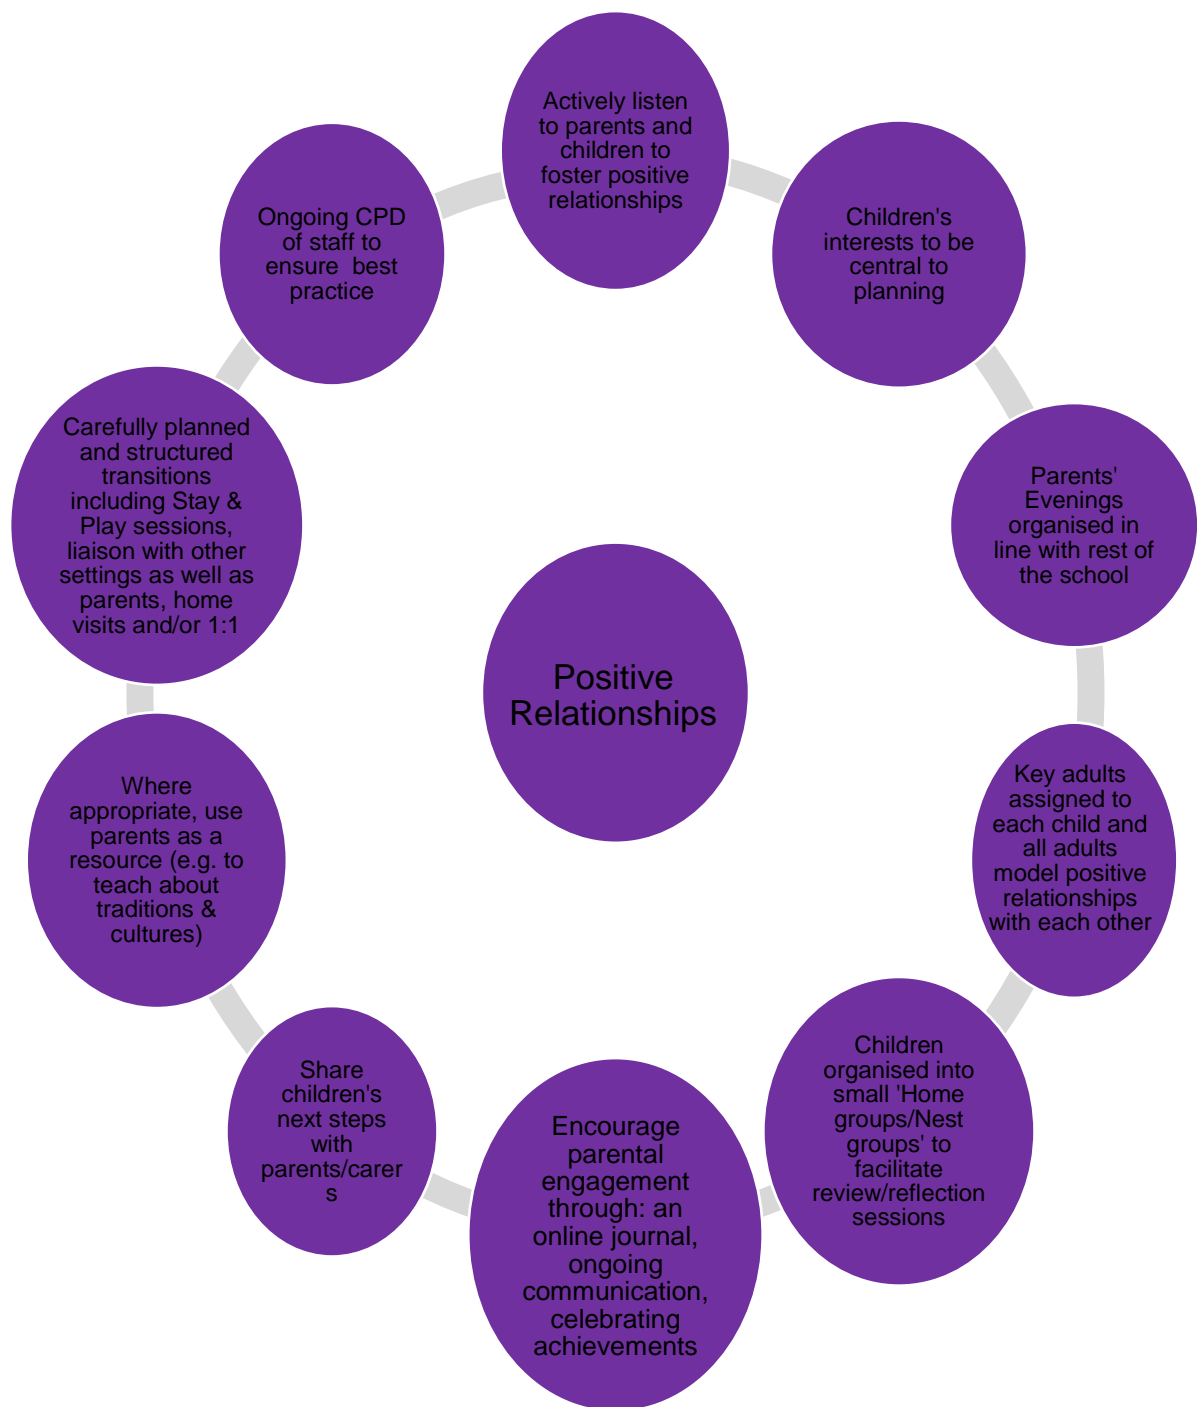 Actively listen
to parents and
children to
foster positive
relationships
Children's
interests to be
central to
planning
Parents'
Evenings
organised in
line with rest of
the school
Key adults
assigned to
each child and
all adults
model positive
relationships
with each other
Children
organised into
small 'Home
groups/Nest
groups' to
facilitate
review/reflection
sessions
Encourage
parental
engagement
through: an
online journal,
ongoing
communication,
celebrating
achievements
Share
children's
next steps
with
parents/carer
s
Where
appropriate, use
parents as a
resource (e.g. to
teach about
traditions &
cultures)
Carefully planned
and structured
transitions
including Stay &
Play sessions,
liaison with other
settings as well as
parents, home
visits and/or 1:1
Ongoing CPD
of staff to
ensure  best
practice
Positive
Relationships